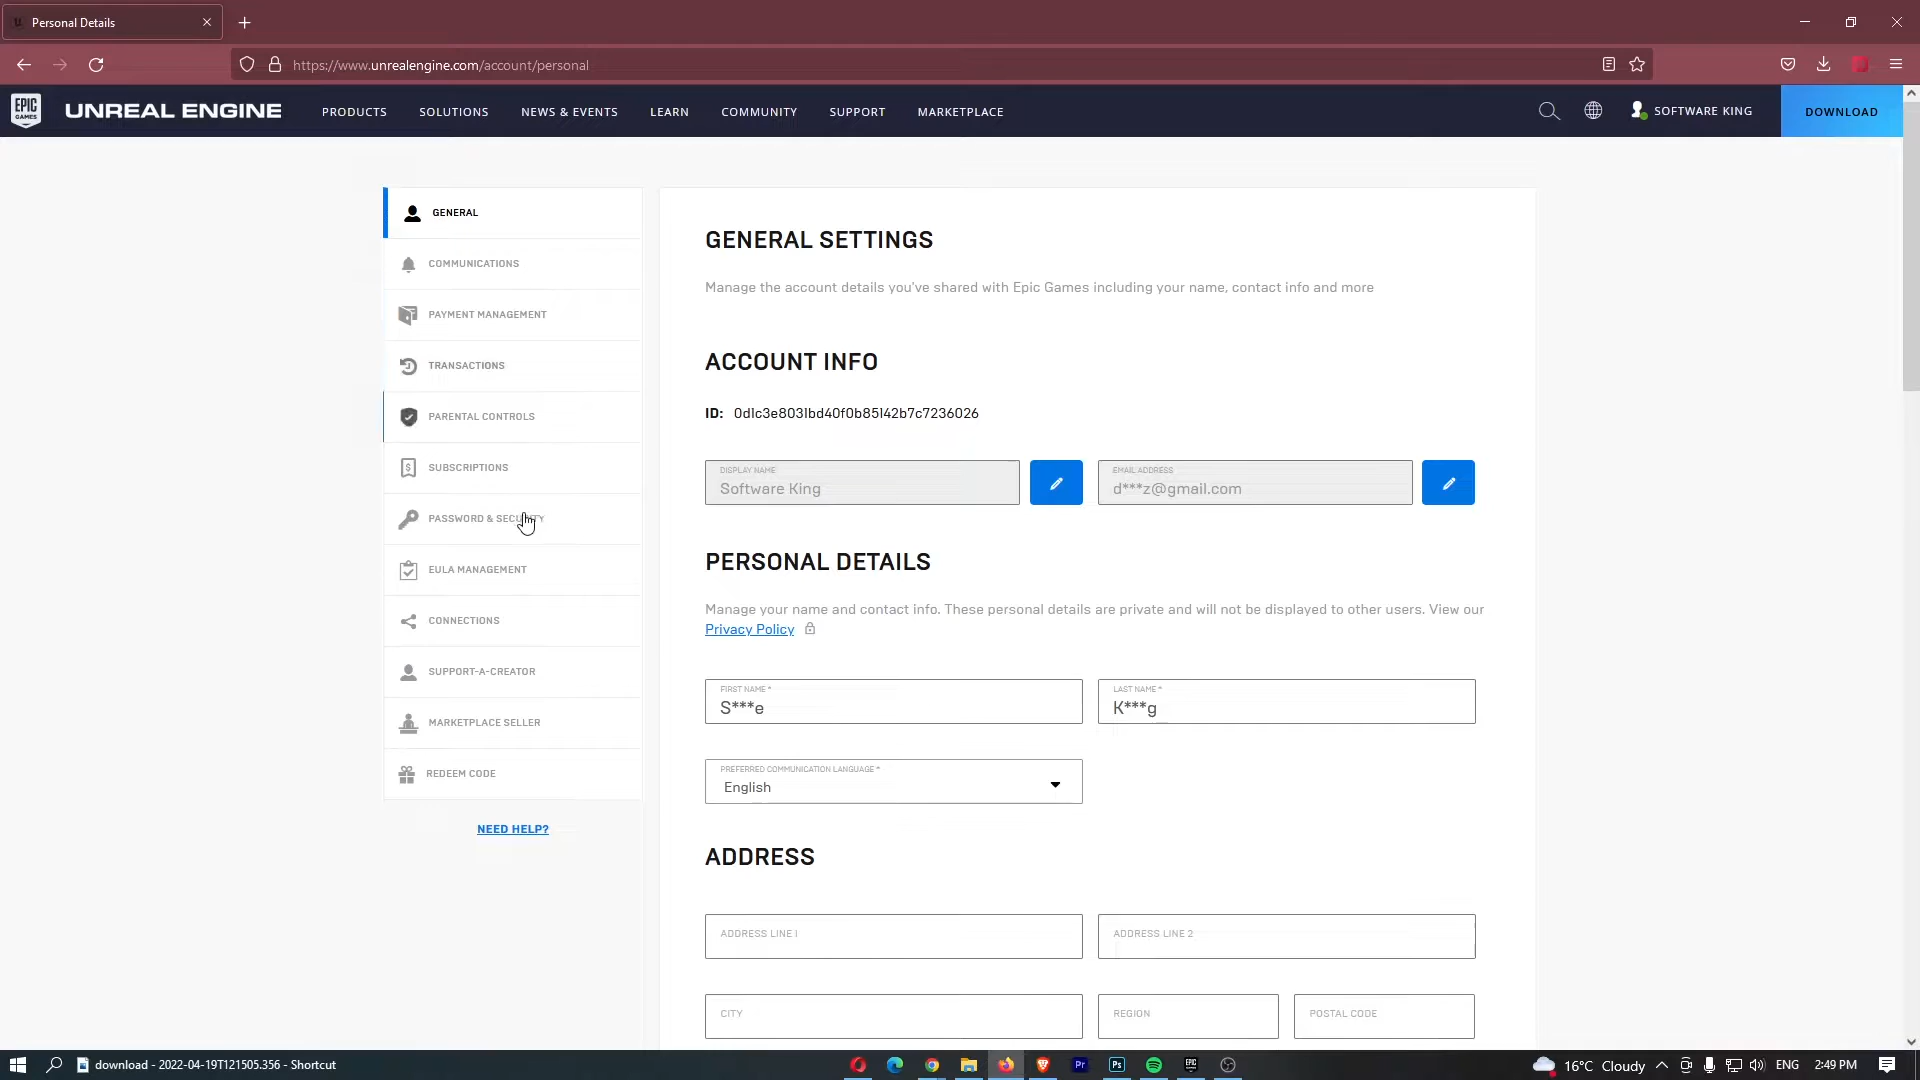 Personal Details
https://www.unrealengine.com/account/personal
EPIC GAMES
UNREAL ENGINE
PRODUCTS
SOLUTIONS
NEWS & EVENTS
LEARN
COMMUNITY
SUPPORT
MARKETPLACE
SOFTWARE KING
DOWNLOAD
GENERAL
COMMUNICATIONS
PAYMENT MANAGEMENT
TRANSACTIONS
PARENTAL CONTROLS
SUBSCRIPTIONS
PASSWORD & SECURITY
EULA MANAGEMENT
CONNECTIONS
SUPPORT-A-CREATOR
MARKETPLACE SELLER
REDEEM CODE
NEED HELP?
GENERAL SETTINGS
Manage the account details you've shared with Epic Games including your name, contact info and more
ACCOUNT INFO
ID: 0d1c3e8031bd40f0b85142b7c7236026
DISPLAY NAME
Software King
EMAIL ADDRESS
d***z@gmail.com
PERSONAL DETAILS
Manage your name and contact info. These personal details are private and will not be displayed to other users. View our
Privacy Policy
FIRST NAME *
S***e
LAST NAME *
K***g
PREFERRED COMMUNICATION LANGUAGE *
English
ADDRESS
ADDRESS LINE 1
ADDRESS LINE 2
CITY
REGION
POSTAL CODE
download - 2022-04-19T121505.356 - Shortcut
Pr
Ps
EPIC
16°C Cloudy
ENG
2:49 PM